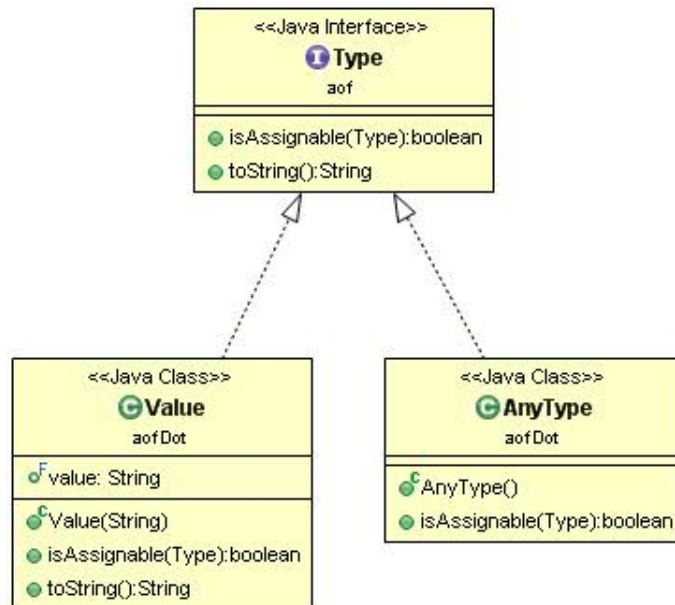 <<Java Interface>>
I Type
aof
isAssignable(Type):boolean
toString():String
<<Java Class>>
C Value
aofDot
F value: String
C Value(String)
isAssignable(Type):boolean
toString():String
<<Java Class>>
C AnyType
aofDot
C AnyType()
isAssignable(Type):boolean